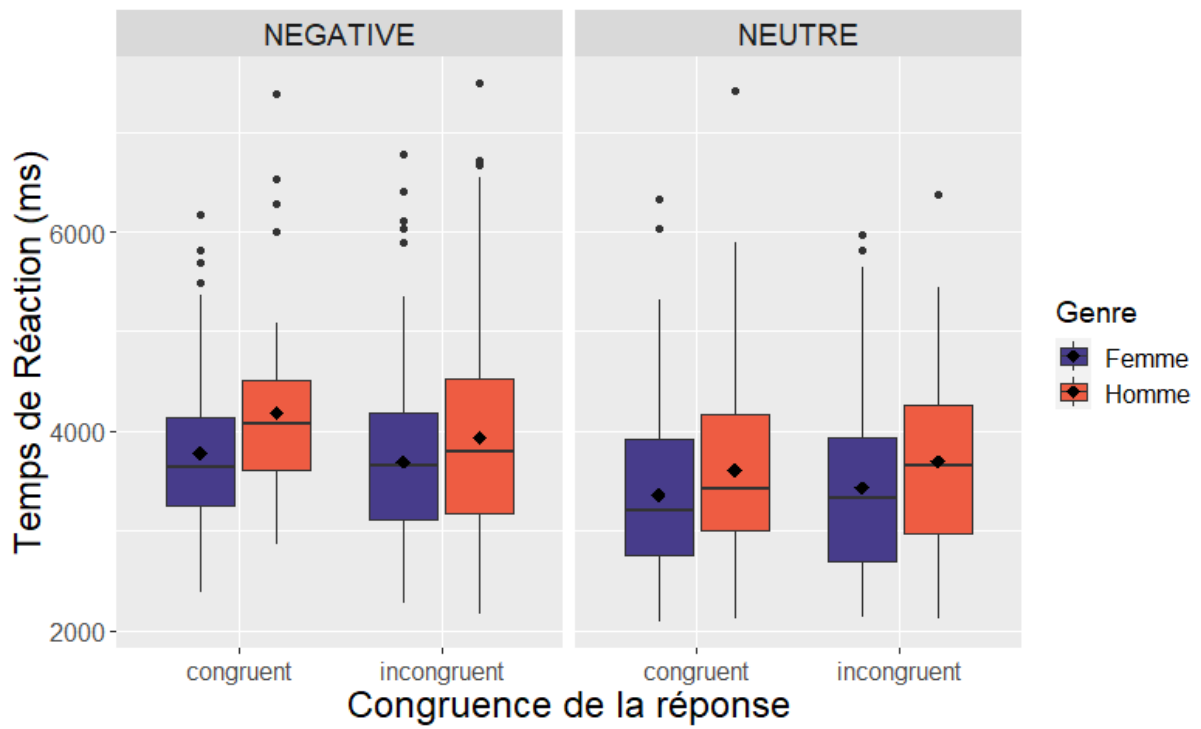 NEGATIVE
NEUTRE
Temps de Réaction (ms)
6000
4000
2000
congruent
incongruent
congruent
incongruent
Congruence de la réponse
Genre
Femme
Homme